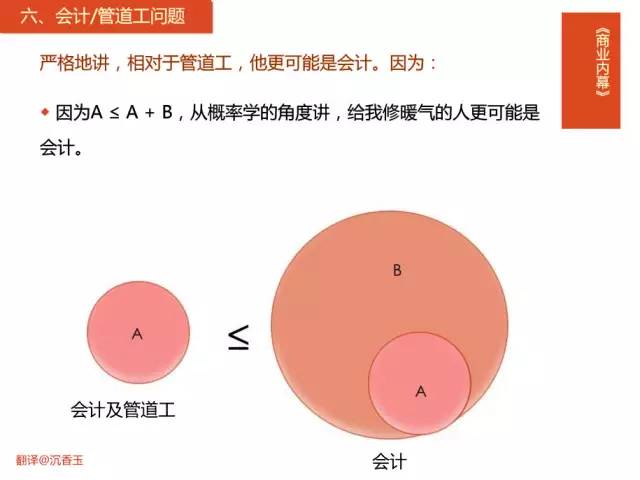 六、会计/管道工问题
《商业内幕》
严格地讲，相对于管道工，他更可能是会计。因为：
因为A ≤ A + B，从概率学的角度讲，给我修暖气的人更可能是
会计。
B
A
≤
A
会计及管道工
会计
翻译@沉香玉